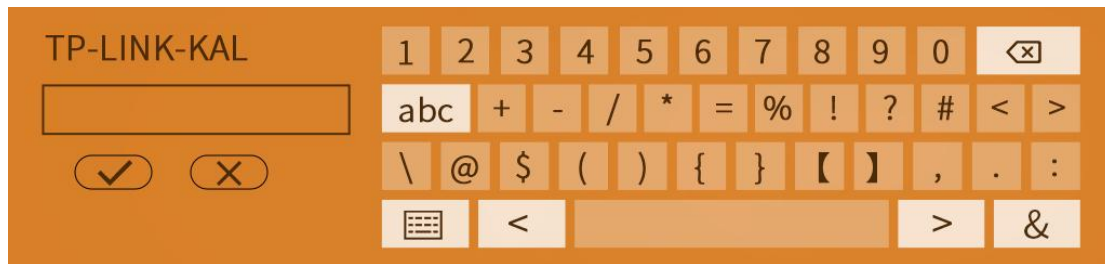 TP-LINK-KAL
1 2 3 4 5 6 7 8 9 0
abc + - / * = % ! ? # < >
\ @ $ ( ) { } 【 】 , . :
< > &